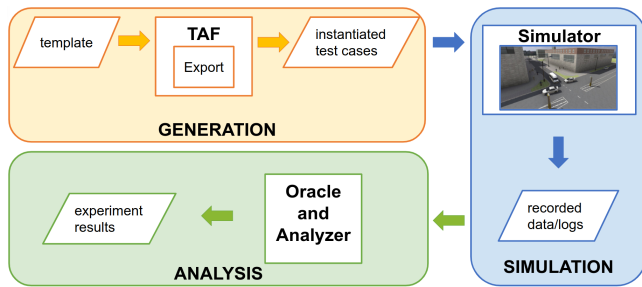 template
TAF
Export
instantiated
test cases
GENERATION
Simulator
recorded
data/logs
SIMULATION
Oracle
and
Analyzer
experiment
results
ANALYSIS